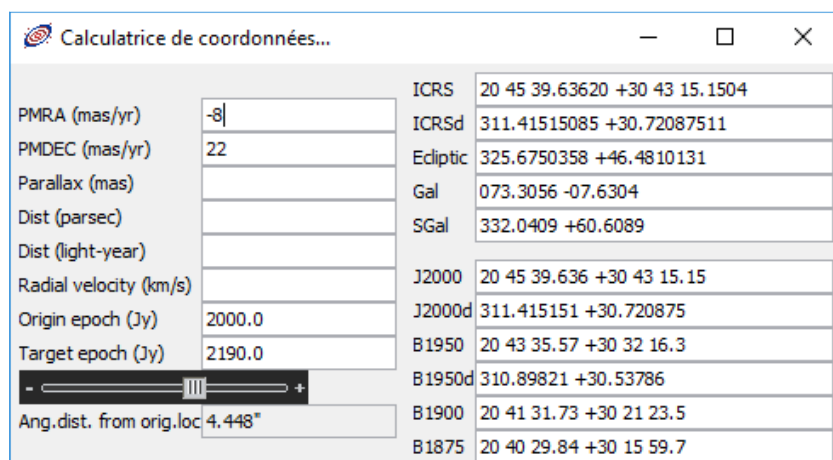 Calculatrice de coordonnées...
PMRA (mas/yr) -8
PMDEC (mas/yr) 22
Parallax (mas)
Dist (parsec)
Dist (light-year)
Radial velocity (km/s)
Origin epoch (Jy) 2000.0
Target epoch (Jy) 2190.0
- +
Ang.dist. from orig.loc 4.448"
ICRS 20 45 39.63620 +30 43 15.1504
ICRSd 311.41515085 +30.72087511
Ecliptic 325.6750358 +46.4810131
Gal 073.3056 -07.6304
SGal 332.0409 +60.6089
J2000 20 45 39.636 +30 43 15.15
J2000d 311.415151 +30.720875
B1950 20 43 35.57 +30 32 16.3
B1950d 310.89821 +30.53786
B1900 20 41 31.73 +30 21 23.5
B1875 20 40 29.84 +30 15 59.7